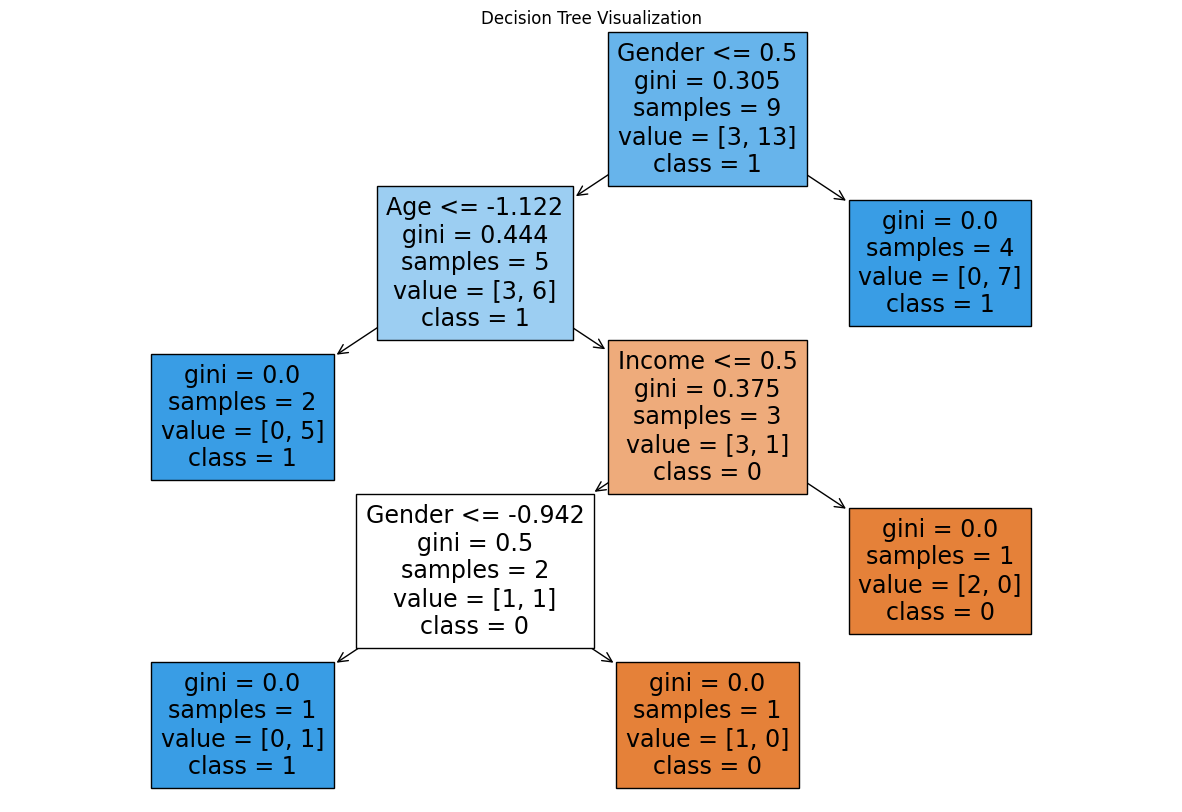 Decision Tree Visualization
Gender <= 0.5
gini = 0.305
samples = 9
value = [3, 13]
class = 1
Age <= -1.122
gini = 0.444
samples = 5
value = [3, 6]
class = 1
gini = 0.0
samples = 4
value = [0, 7]
class = 1
gini = 0.0
samples = 2
value = [0, 5]
class = 1
Income <= 0.5
gini = 0.375
samples = 3
value = [3, 1]
class = 0
Gender <= -0.942
gini = 0.5
samples = 2
value = [1, 1]
class = 0
gini = 0.0
samples = 1
value = [2, 0]
class = 0
gini = 0.0
samples = 1
value = [0, 1]
class = 1
gini = 0.0
samples = 1
value = [1, 0]
class = 0